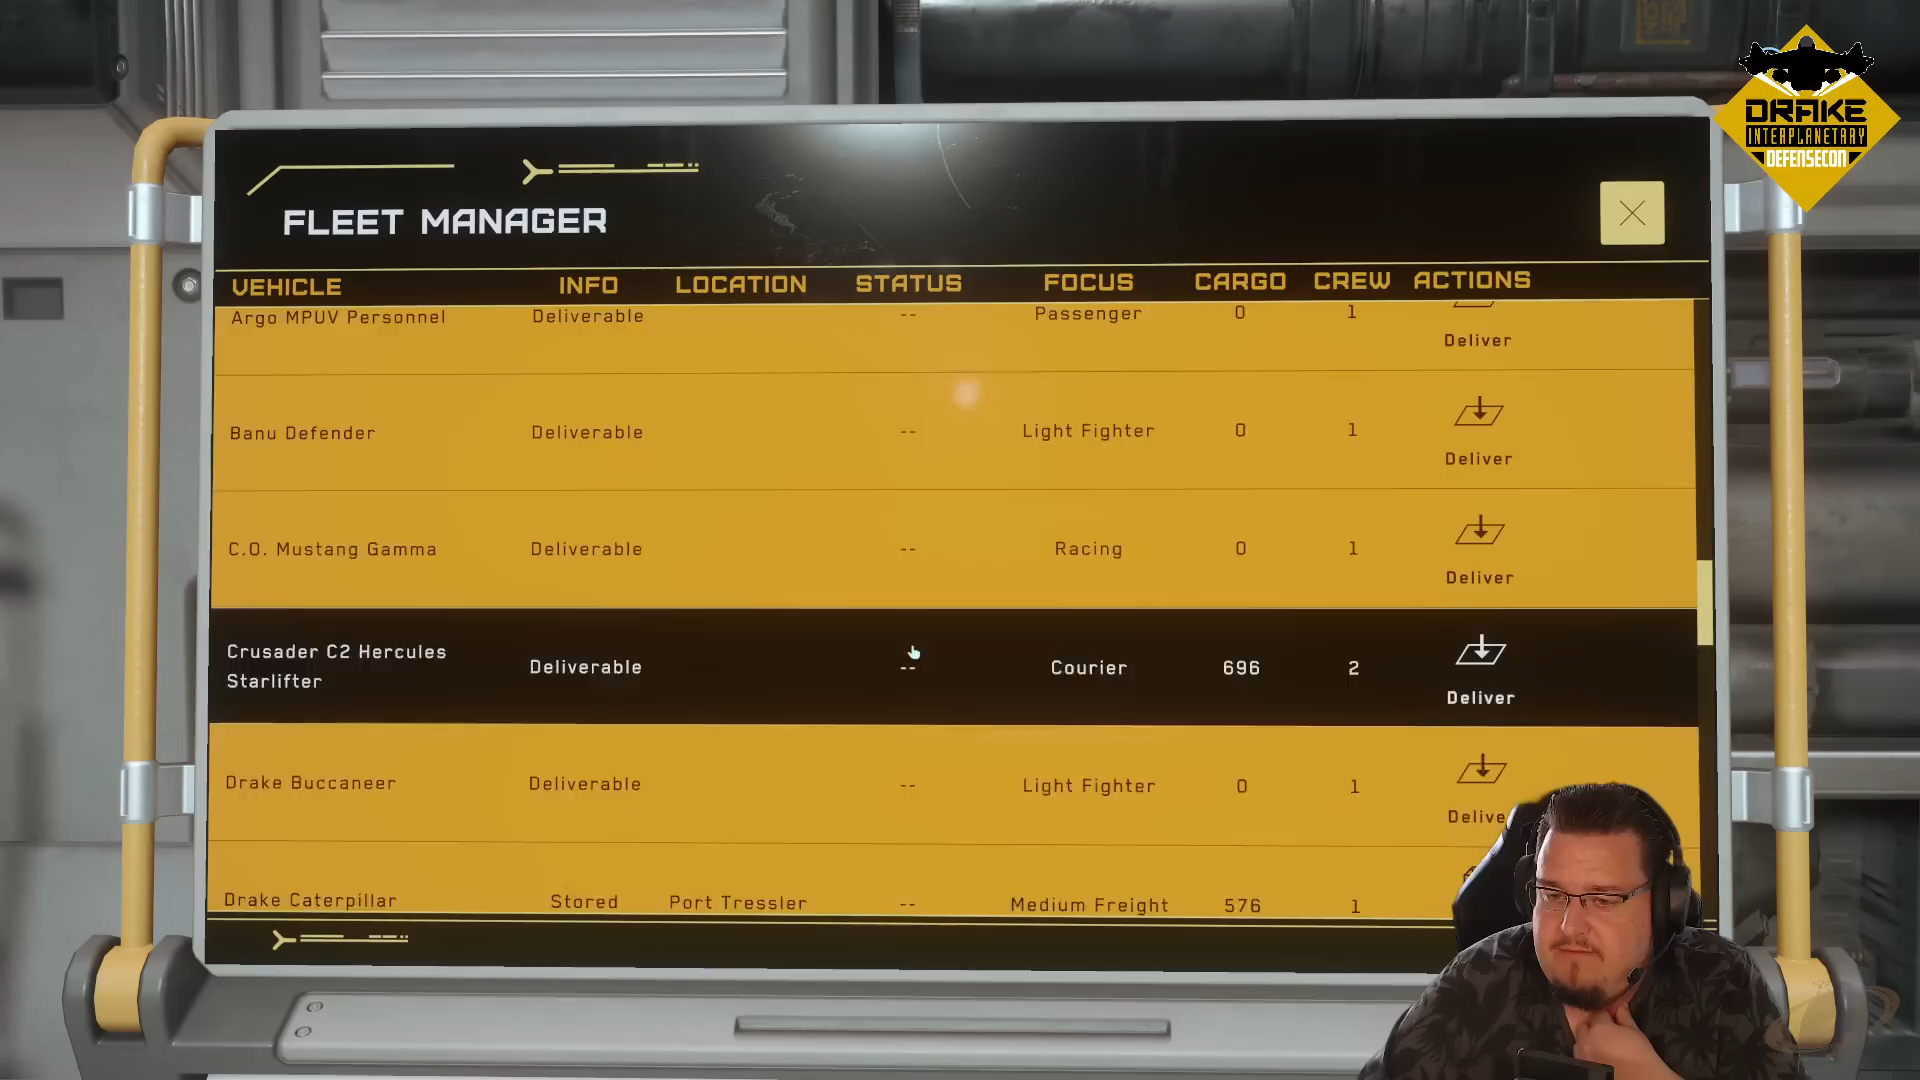 DRAKE
INTERPLANETARY
DEFENSECON
FLEET MANAGER
VEHICLE INFO LOCATION STATUS FOCUS CARGO CREW ACTIONS
Argo MPUV Personnel Deliverable -- Passenger 0 1 Deliver
Banu Defender Deliverable -- Light Fighter 0 1 Deliver
C.O. Mustang Gamma Deliverable -- Racing 0 1 Deliver
Crusader C2 Hercules
Starlifter Deliverable -- Courier 696 2 Deliver
Drake Buccaneer Deliverable -- Light Fighter 0 1 Delive
Drake Caterpillar Stored Port Tressler -- Medium Freight 576 1